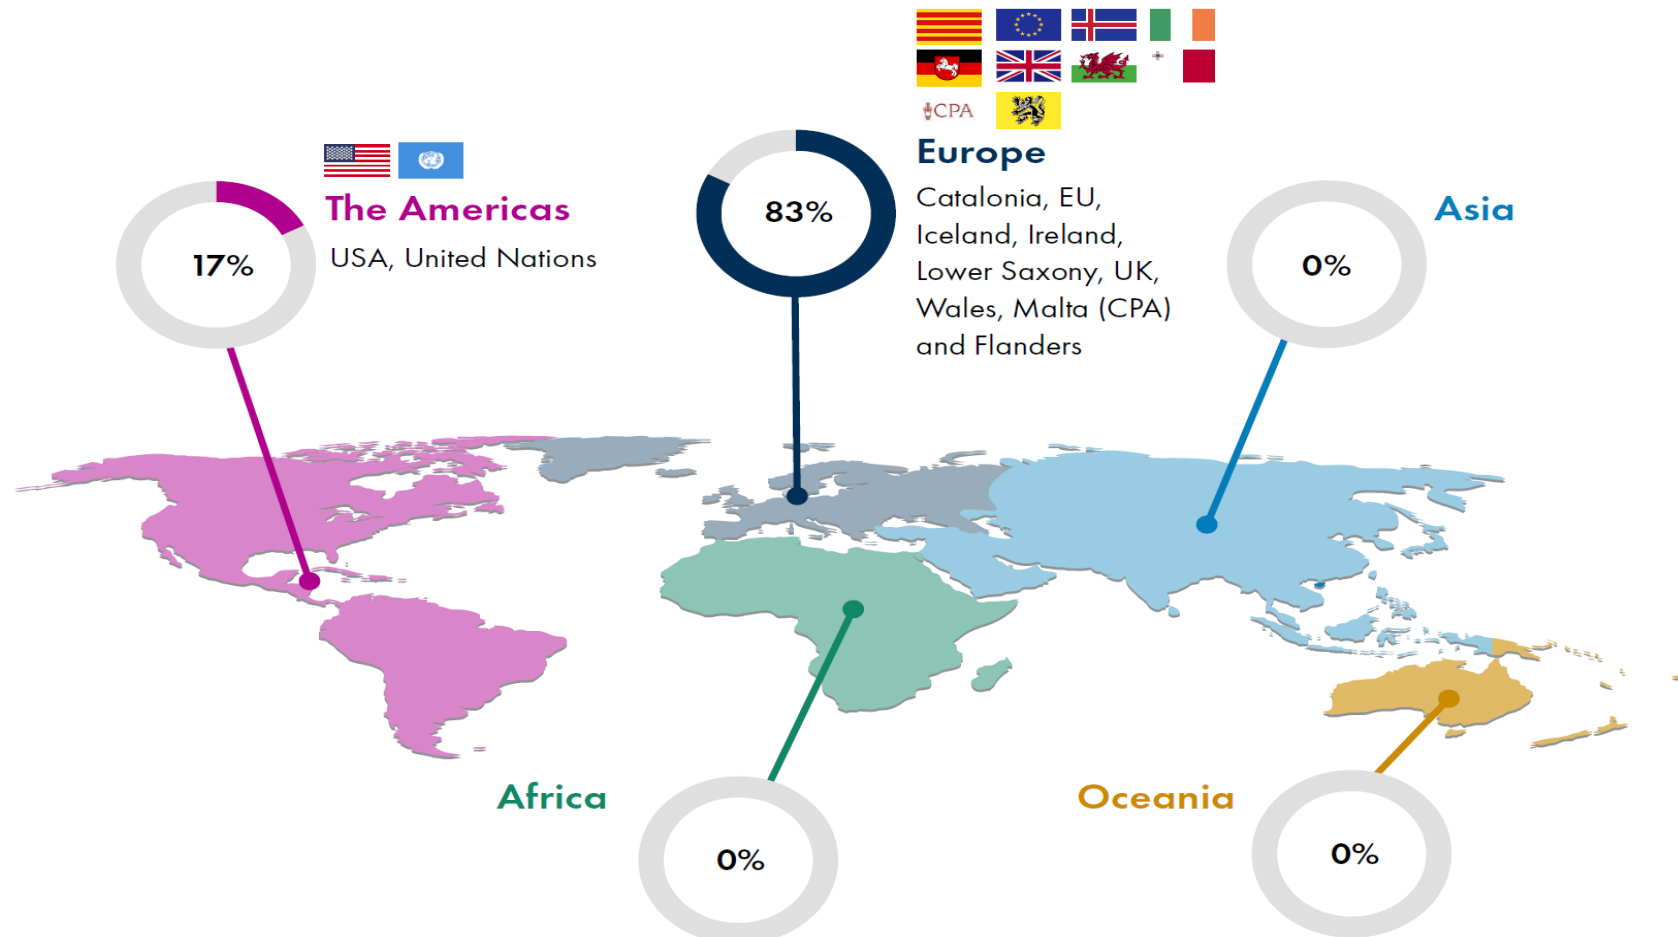 CPA
Europe
83%
Catalonia, EU,
Iceland, Ireland,
Lower Saxony, UK,
Wales, Malta (CPA)
and Flanders
The Americas
17%
USA, United Nations
Asia
0%
Africa
0%
Oceania
0%